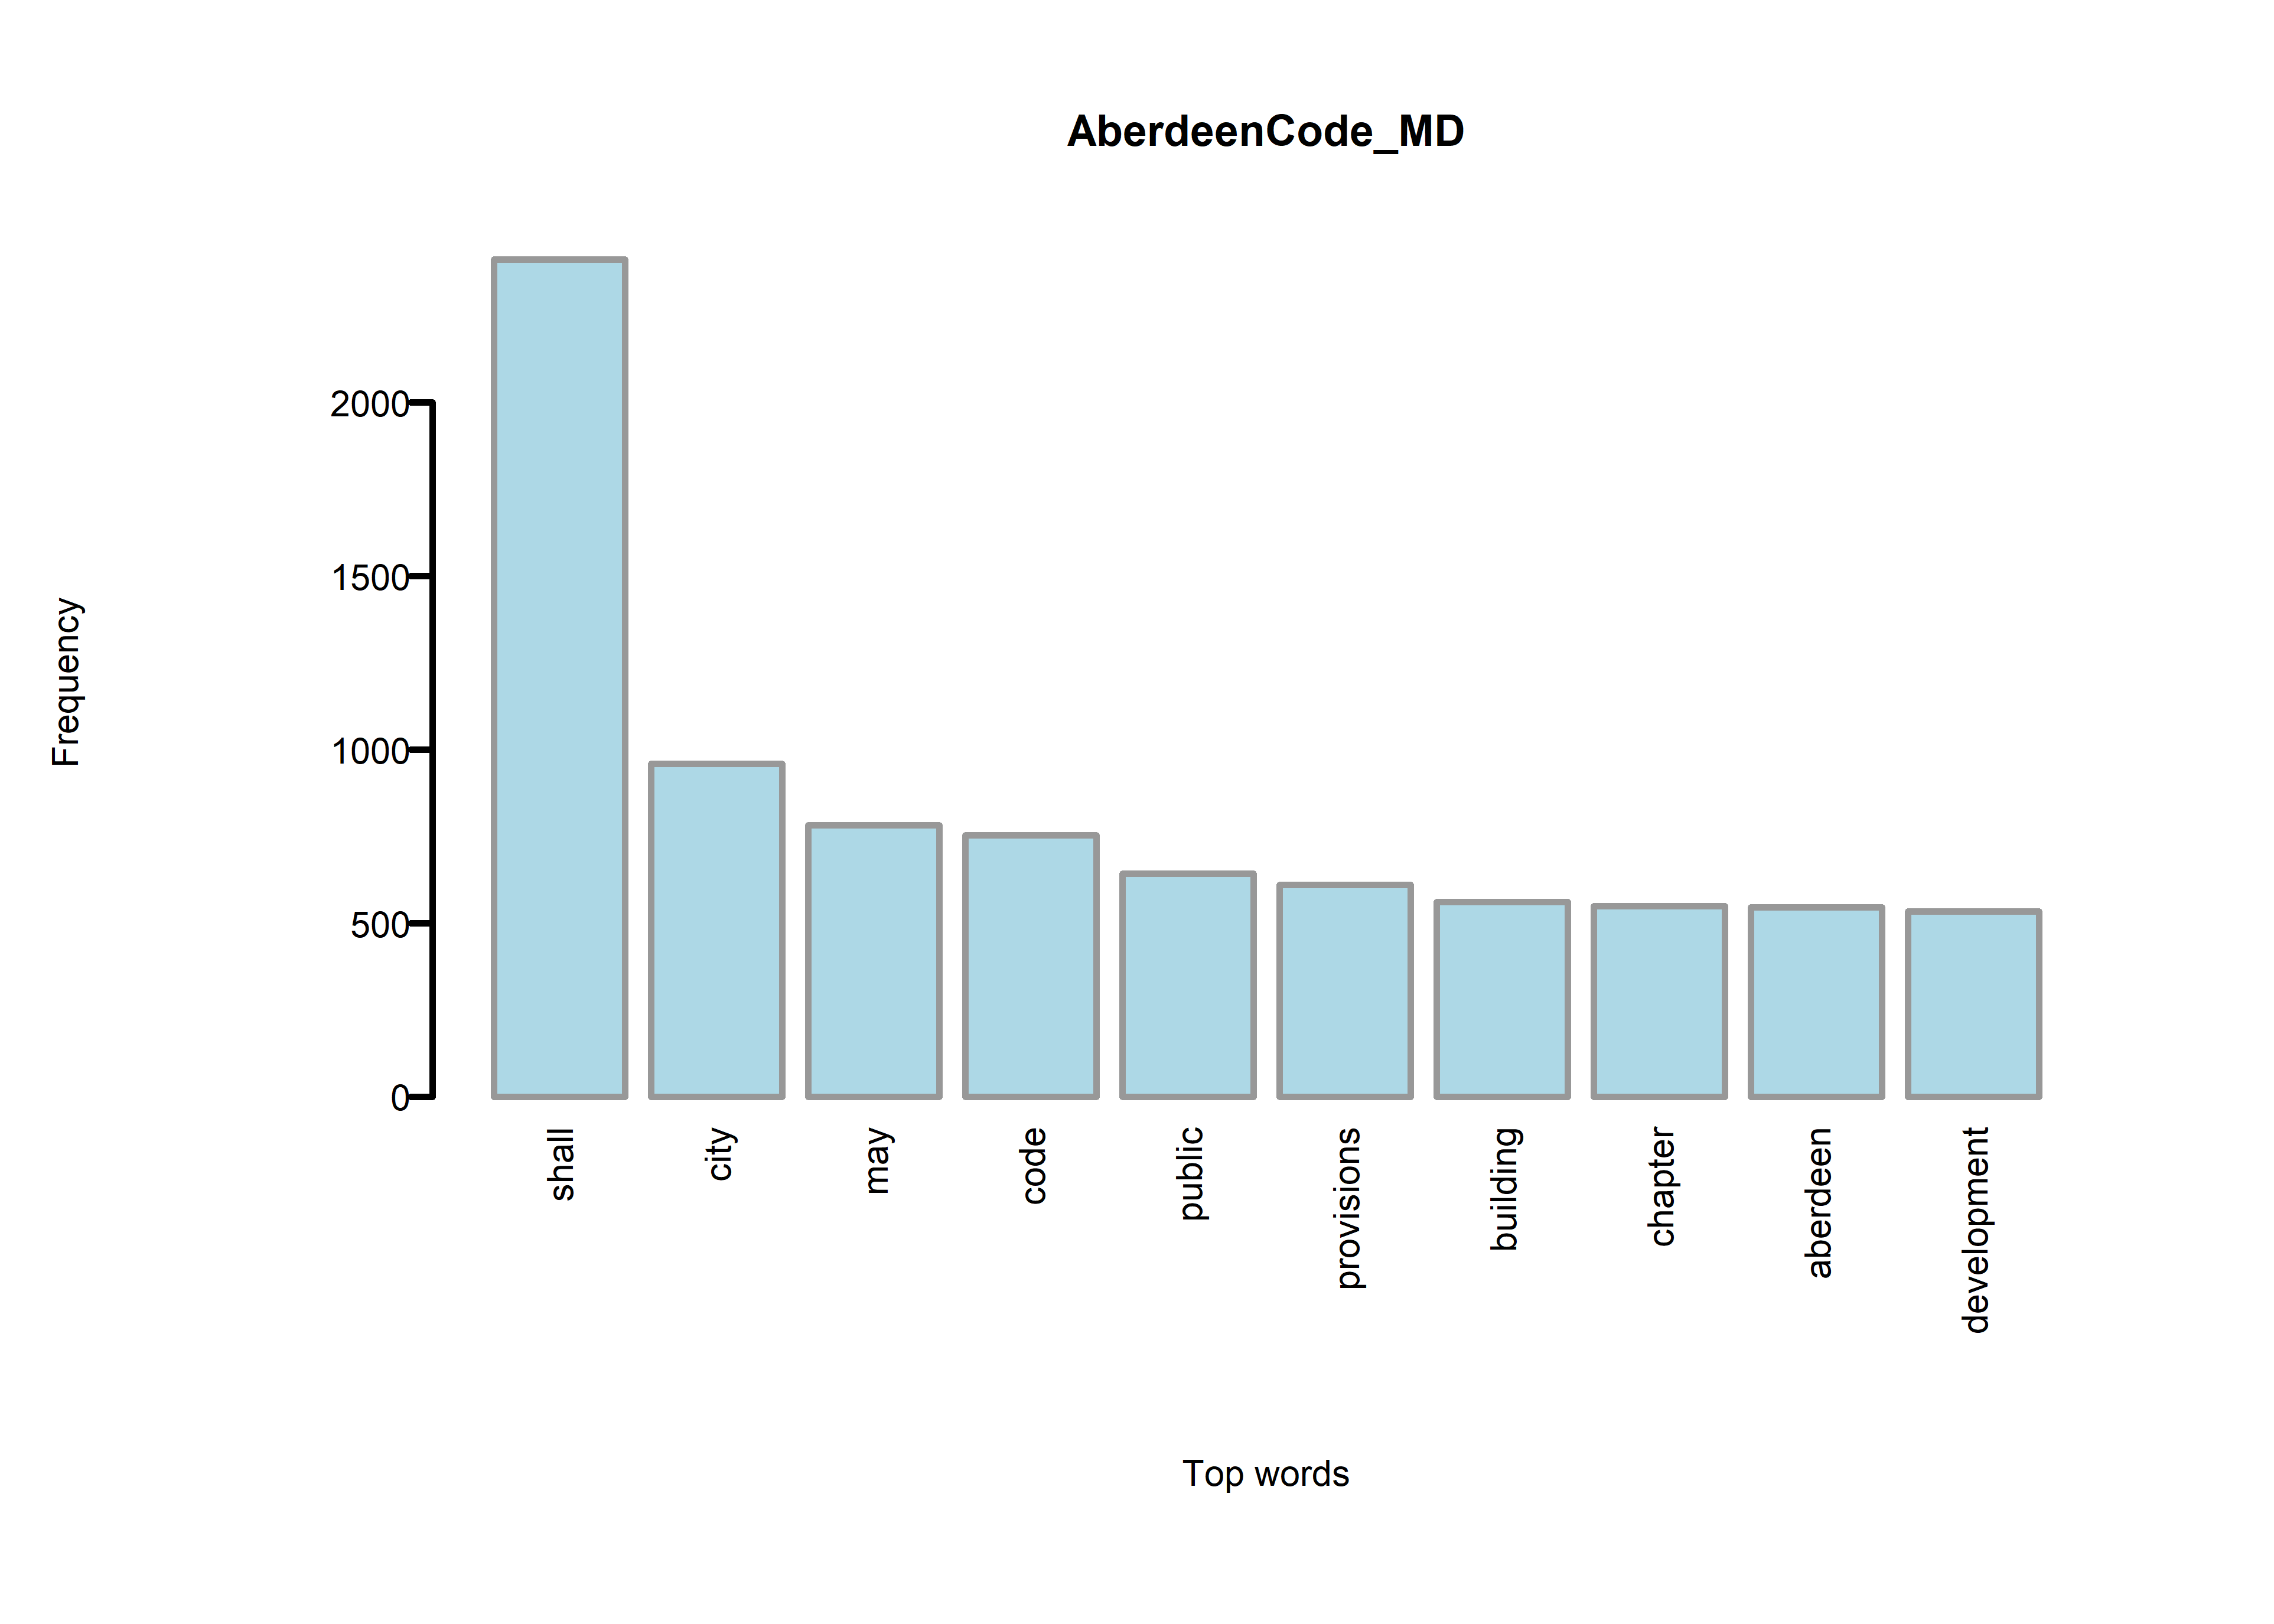 AberdeenCode_MD
Frequency
2000
1500
1000
500
0
shall
city
may
code
public
provisions
building
chapter
aberdeen
development
Top words